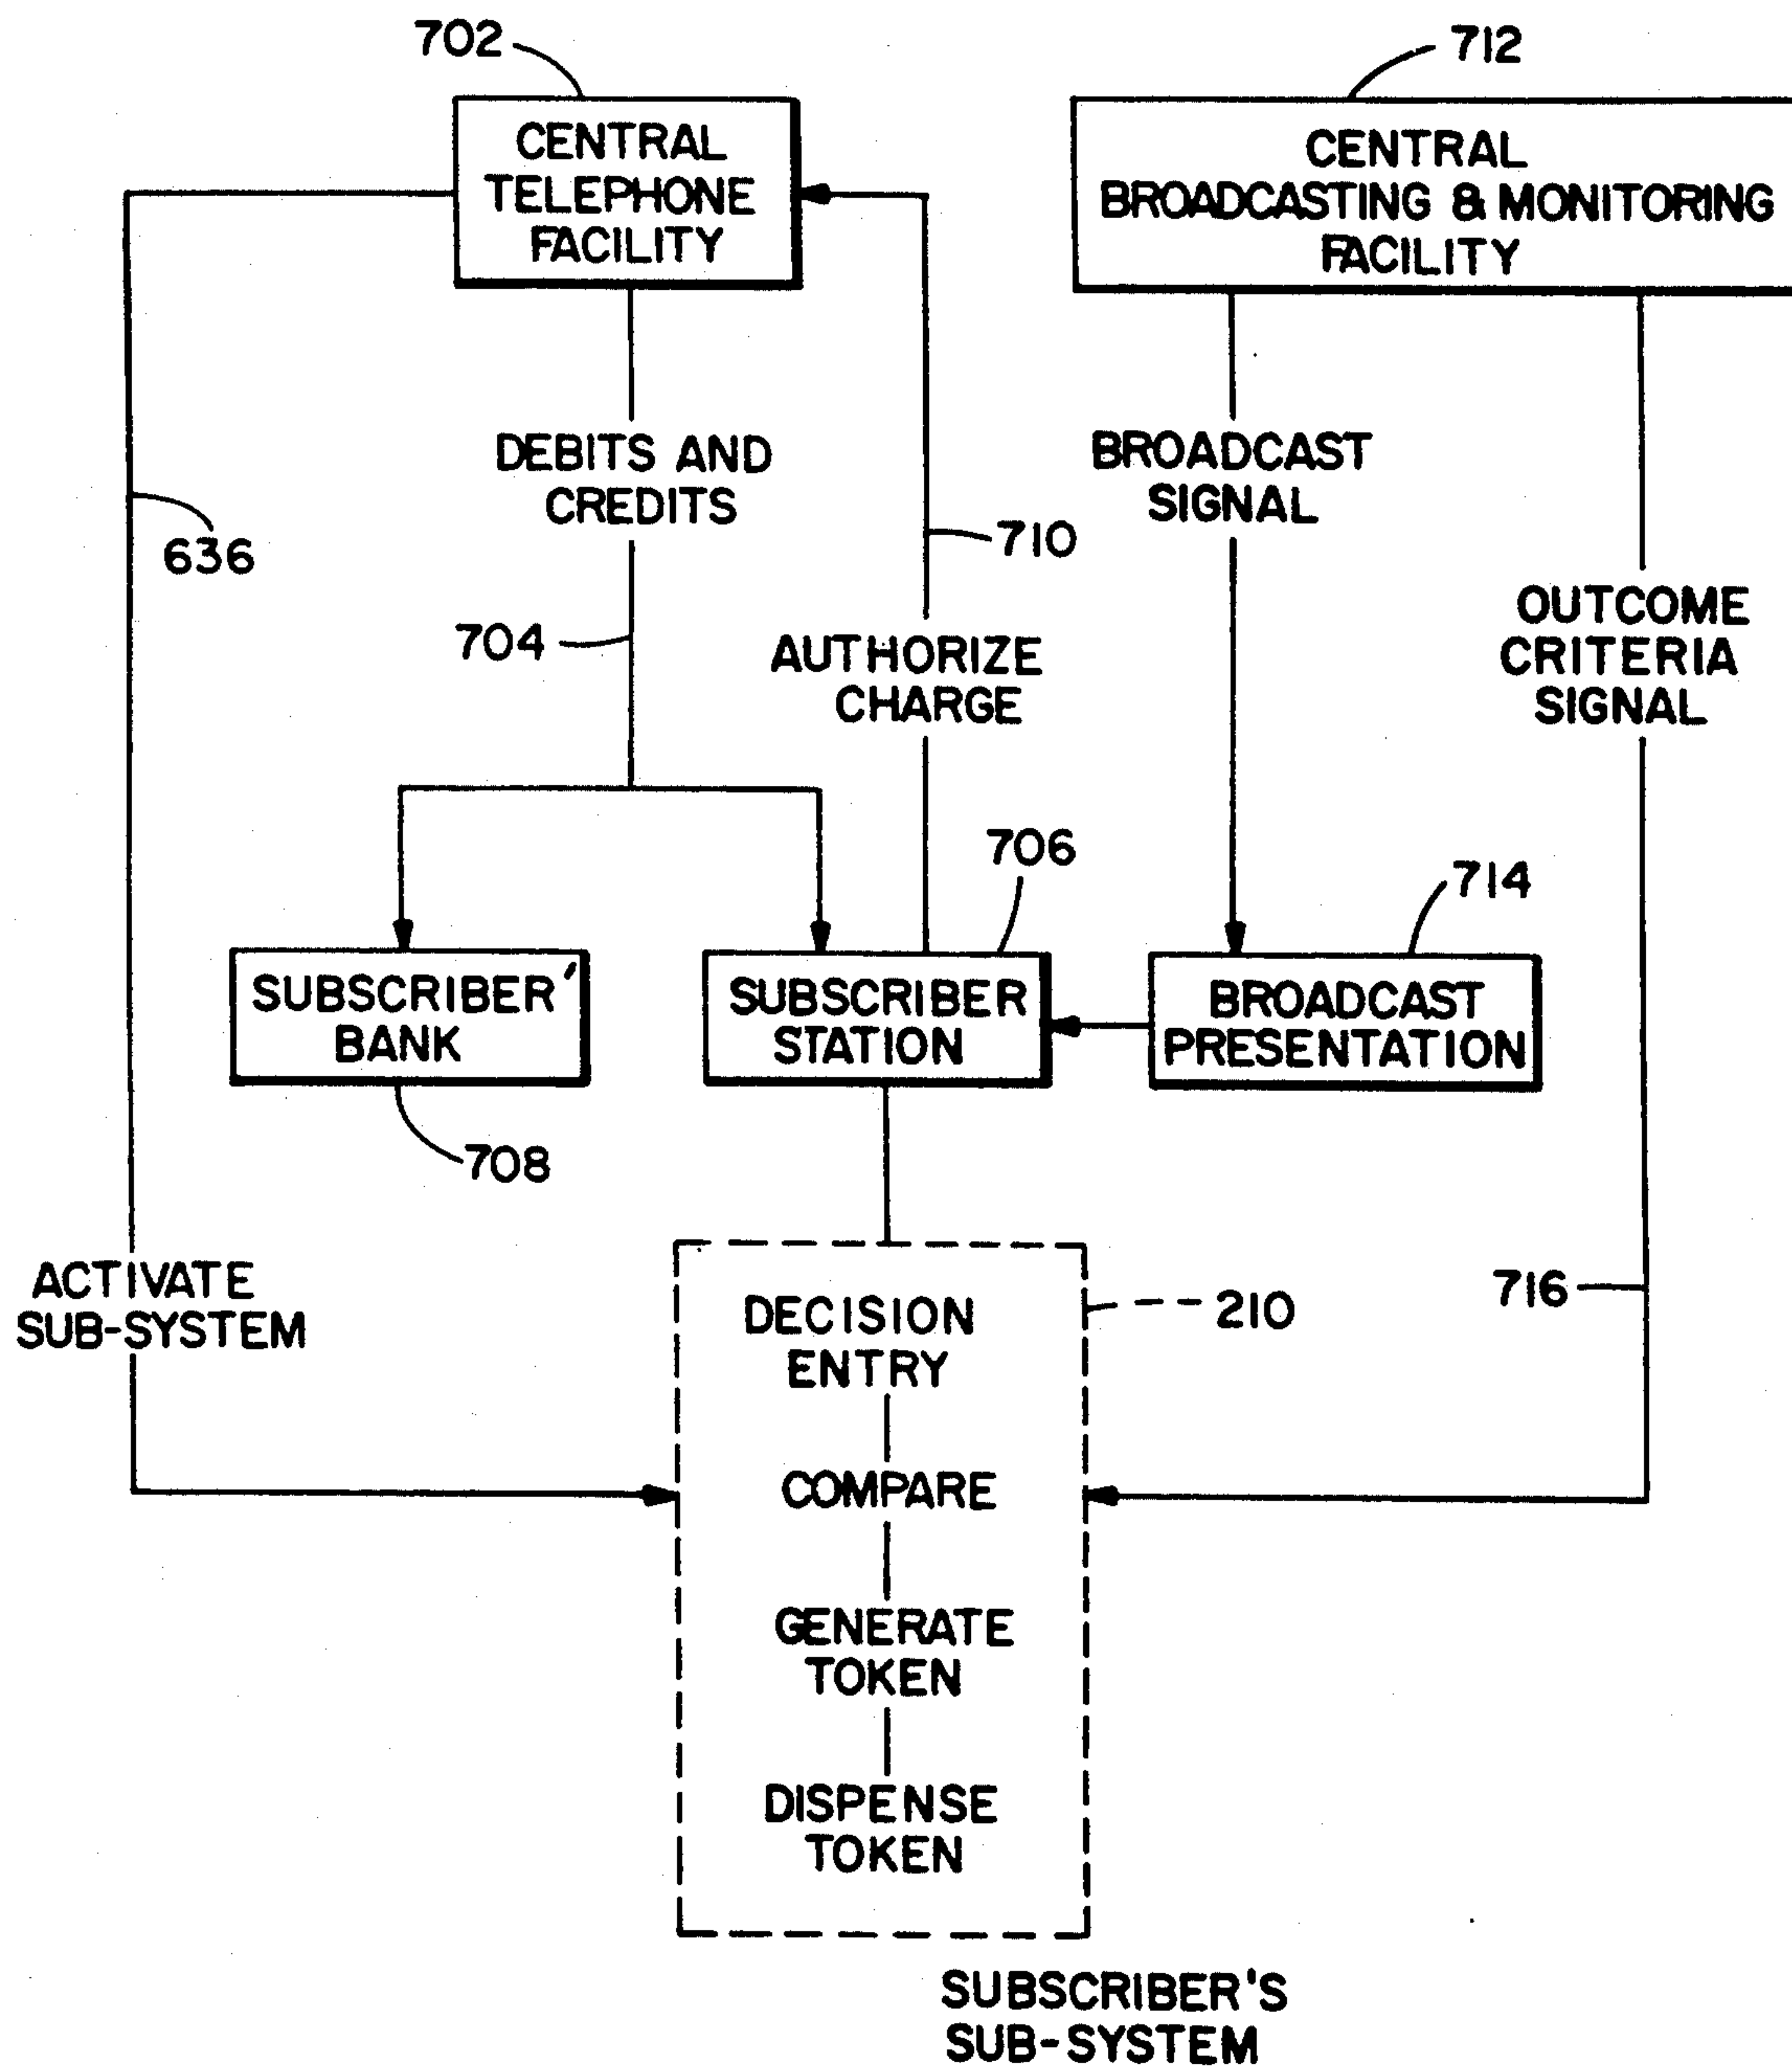 702
712
CENTRAL
TELEPHONE
FACILITY
CENTRAL
BROADCASTING & MONITORING
FACILITY
DEBITS AND
CREDITS
BROADCAST
SIGNAL
710
636
704
AUTHORIZE
CHARGE
OUTCOME
CRITERIA
SIGNAL
706
714
SUBSCRIBER'
BANK
SUBSCRIBER
STATION
BROADCAST
PRESENTATION
708
ACTIVATE
SUB-SYSTEM
DECISION
ENTRY
210
716
COMPARE
GENERATE
TOKEN
DISPENSE
TOKEN
SUBSCRIBER'S
SUB-SYSTEM